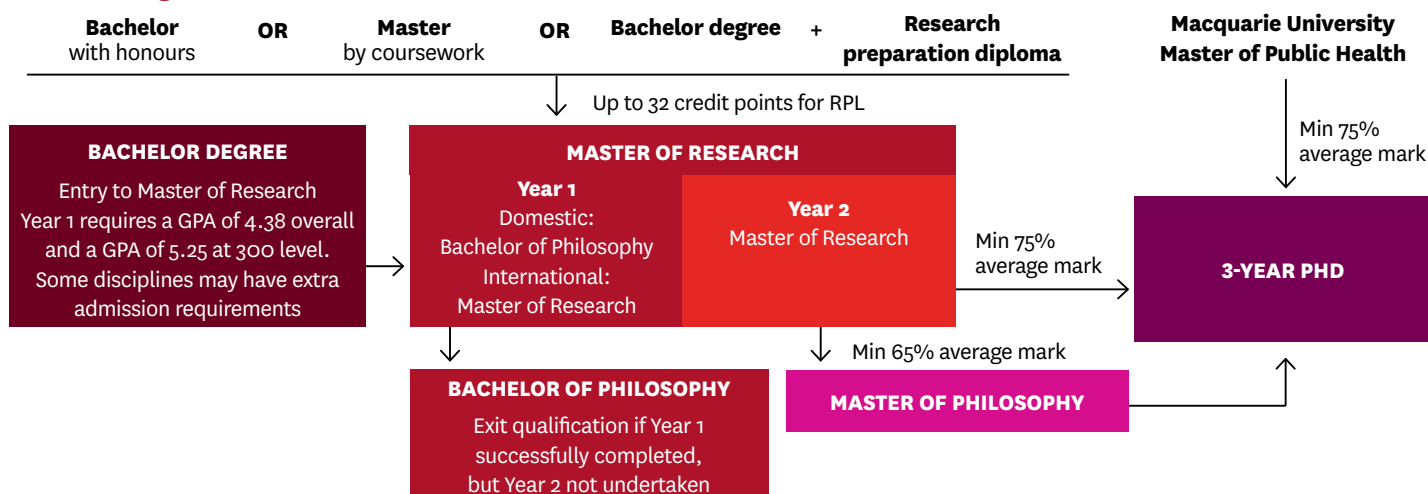 Bachelor OR Master OR Bachelor degree + Research
with honours by coursework preparation diploma
Macquarie University
Master of Public Health
Up to 32 credit points for RPL
Min 75%
average mark
BACHELOR DEGREE
Entry to Master of Research
Year 1 requires a GPA of 4.38 overall
and a GPA of 5.25 at 300 level.
Some disciplines may have extra
admission requirements
MASTER OF RESEARCH
Year 1
Domestic:
Bachelor of Philosophy
International:
Master of Research
Year 2
Master of Research
Min 75%
average mark
3-YEAR PHD
Min 65% average mark
BACHELOR OF PHILOSOPHY
Exit qualification if Year 1
successfully completed,
but Year 2 not undertaken
MASTER OF PHILOSOPHY